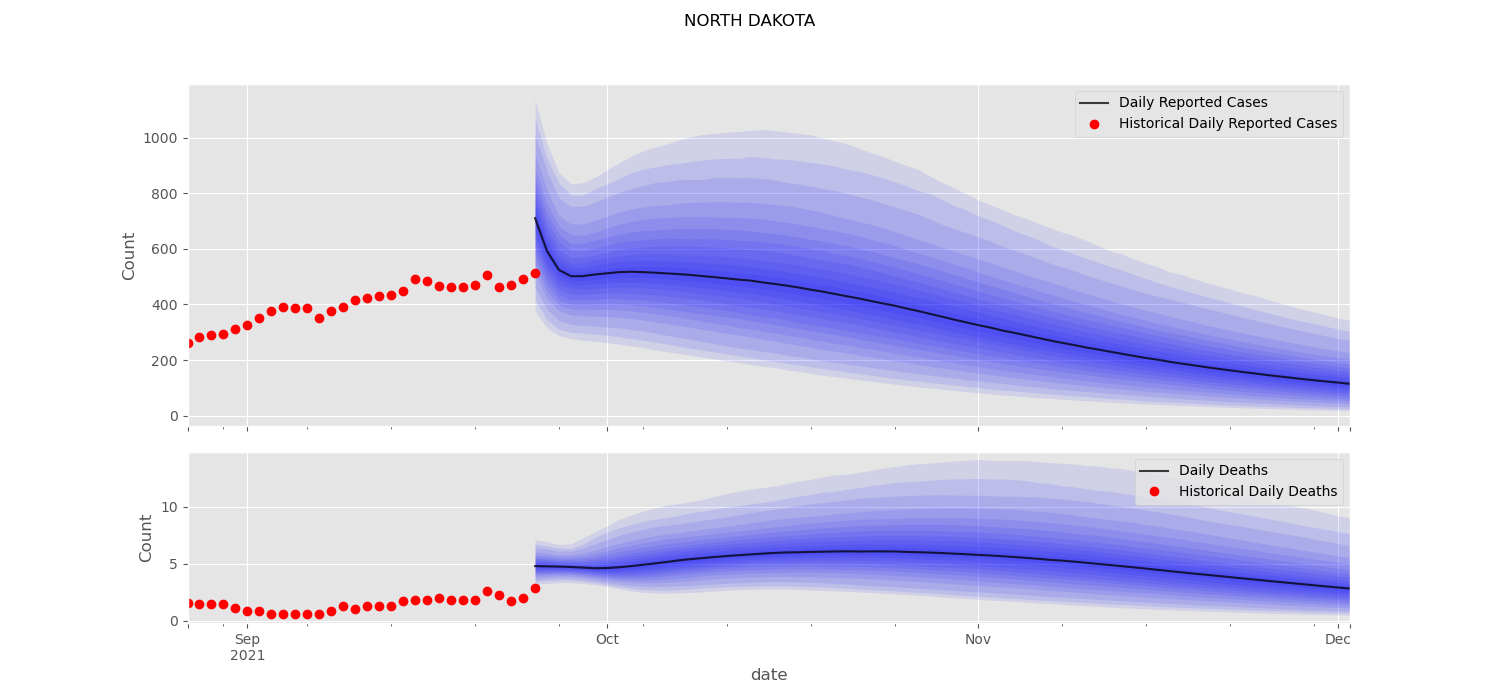 NORTH DAKOTA
Daily Reported Cases
Historical Daily Reported Cases
Count
1000
800
600
400
200
0
Daily Deaths
Historical Daily Deaths
Count
10
5
0
Sep
2021
Oct
Nov
Dec
date